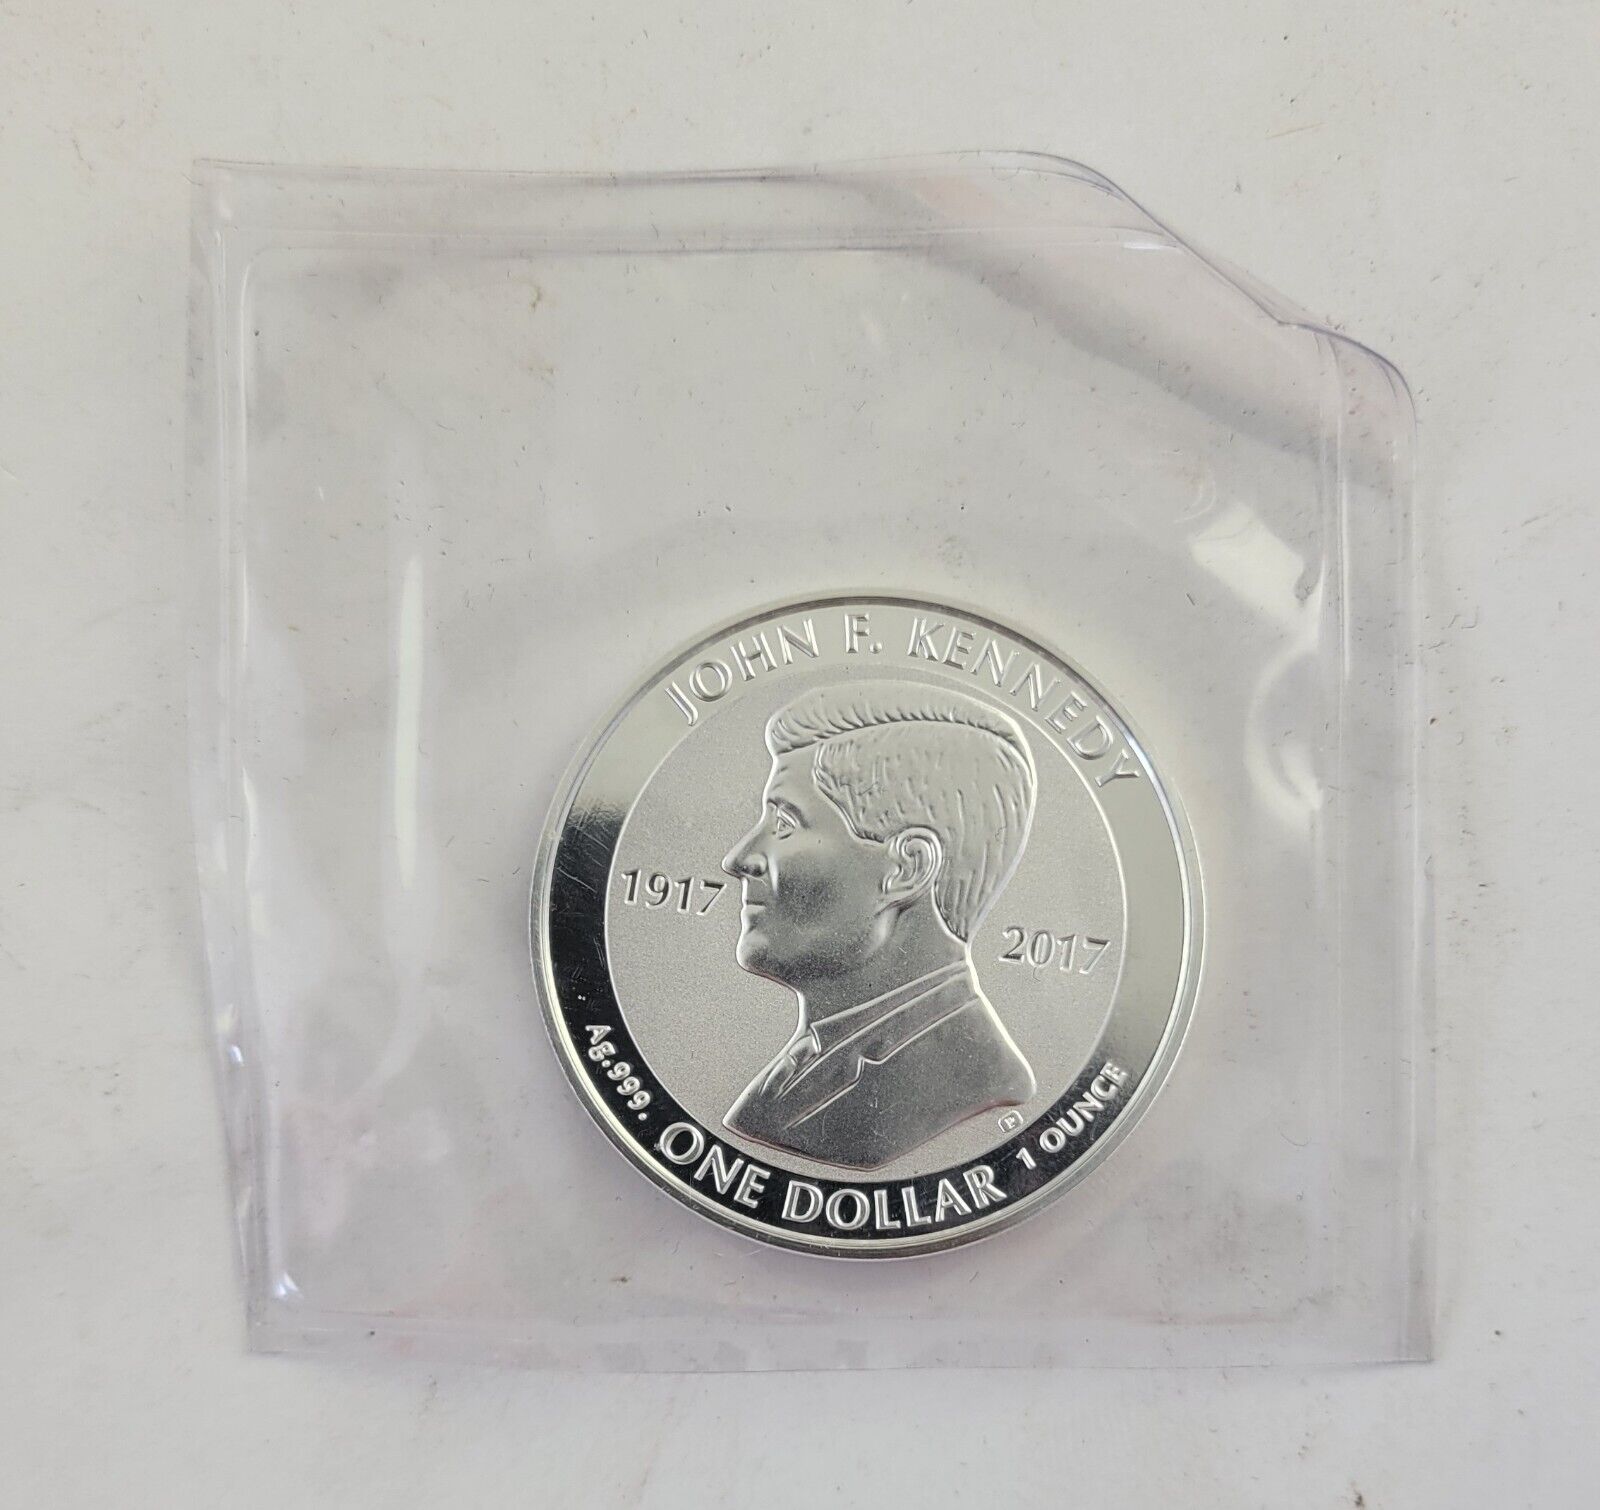 JOHN F. KENNEDY
1917
2017
Ag.999.
ONE DOLLAR
1 OUNCE
P